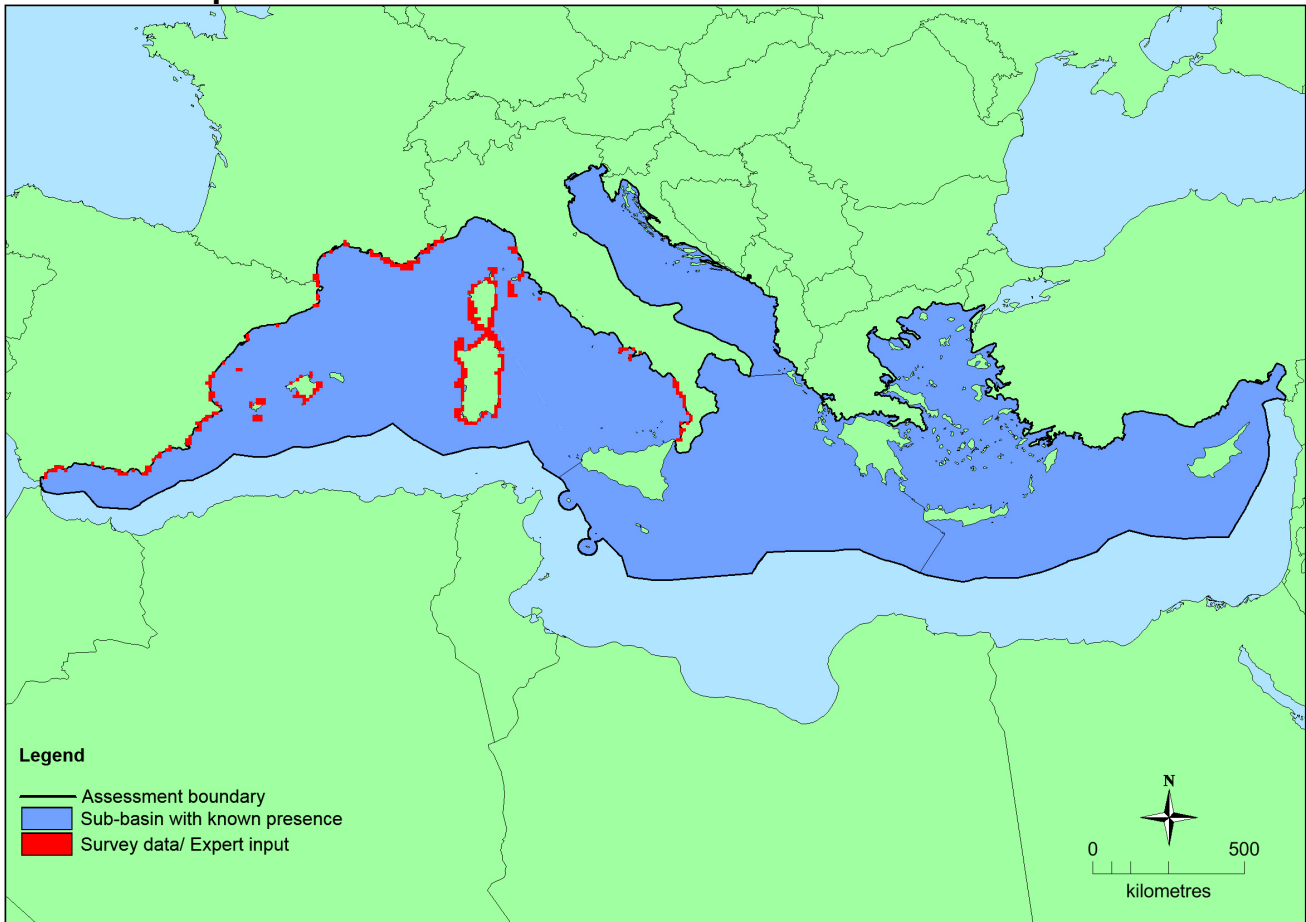 Legend
Assessment boundary
Sub-basin with known presence
Survey data/ Expert input
N
0 500
kilometres